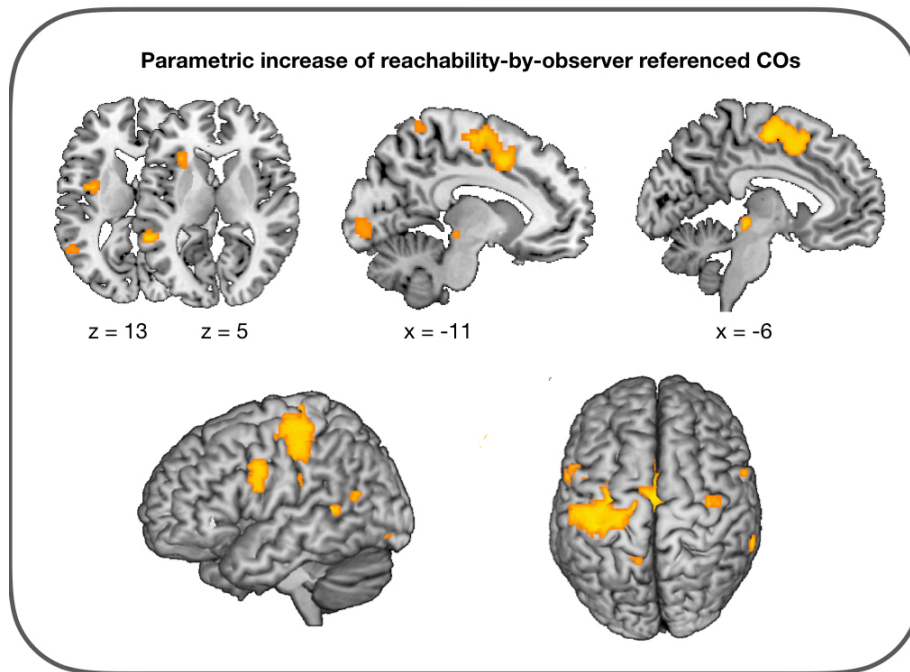 Parametric increase of reachability-by-observer referenced COs
z = 13 z = 5 x = -11 x = -6